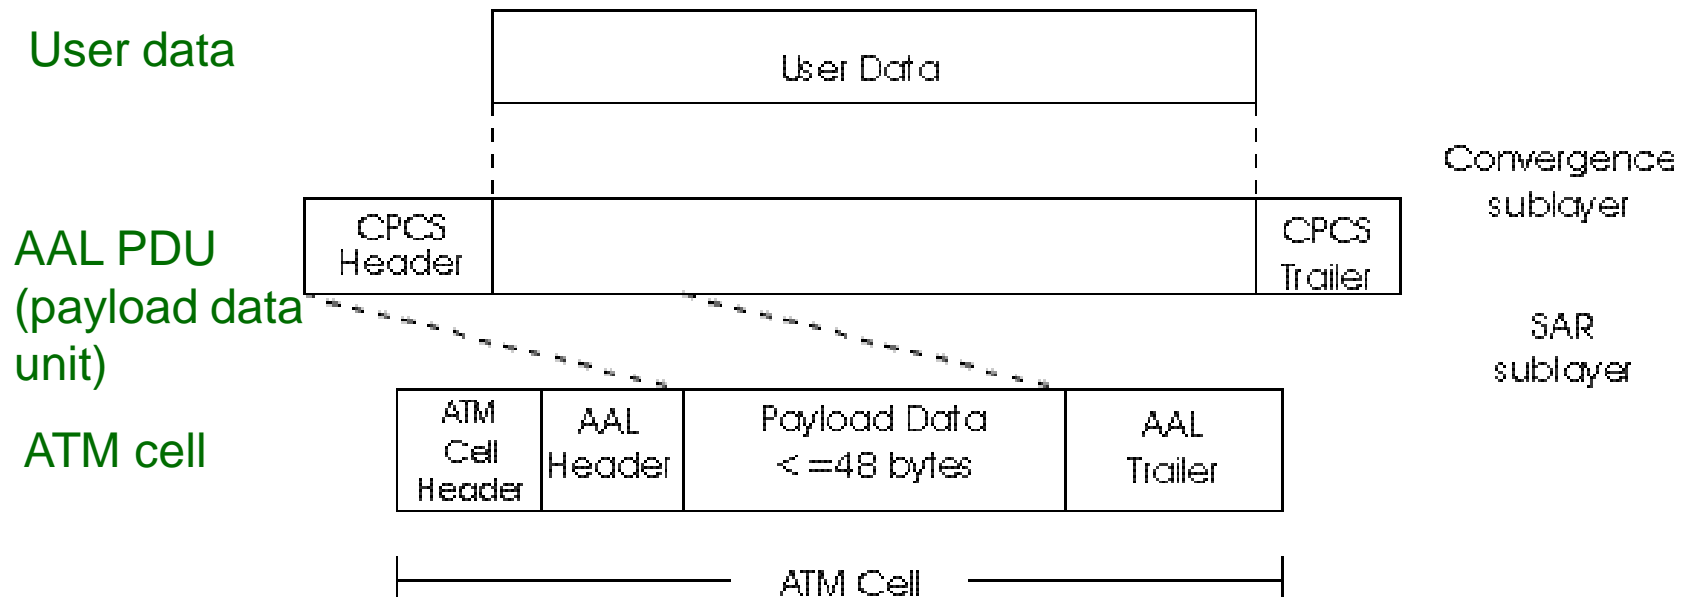 User data
User Data
Convergence
sublayer
AAL PDU
(payload data
unit)
CPCS
Header
CPCS
Trailer
SAR
sublayer
ATM cell
ATM
Cell
Header
AAL
Header
Payload Data
<=48 bytes
AAL
Trailer
ATM Cell